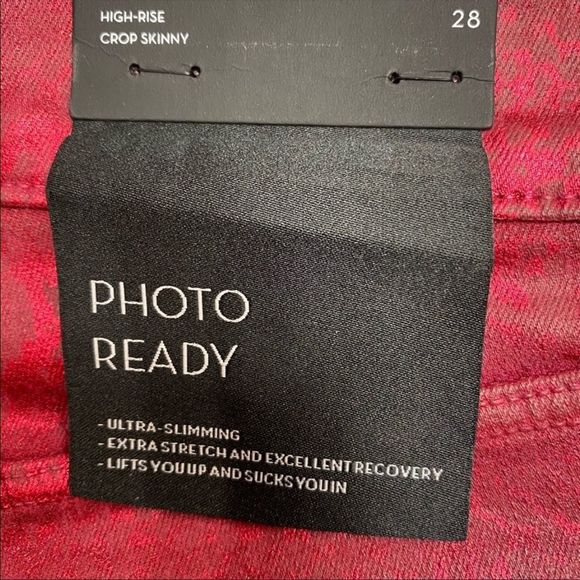 HIGH-RISE 28
CROP SKINNY
PHOTO
READY
- ULTRA-SLIMMING
- EXTRA STRETCH AND EXCELLENT RECOVERY
- LIFTS YOU UP AND SUCKS YOU IN